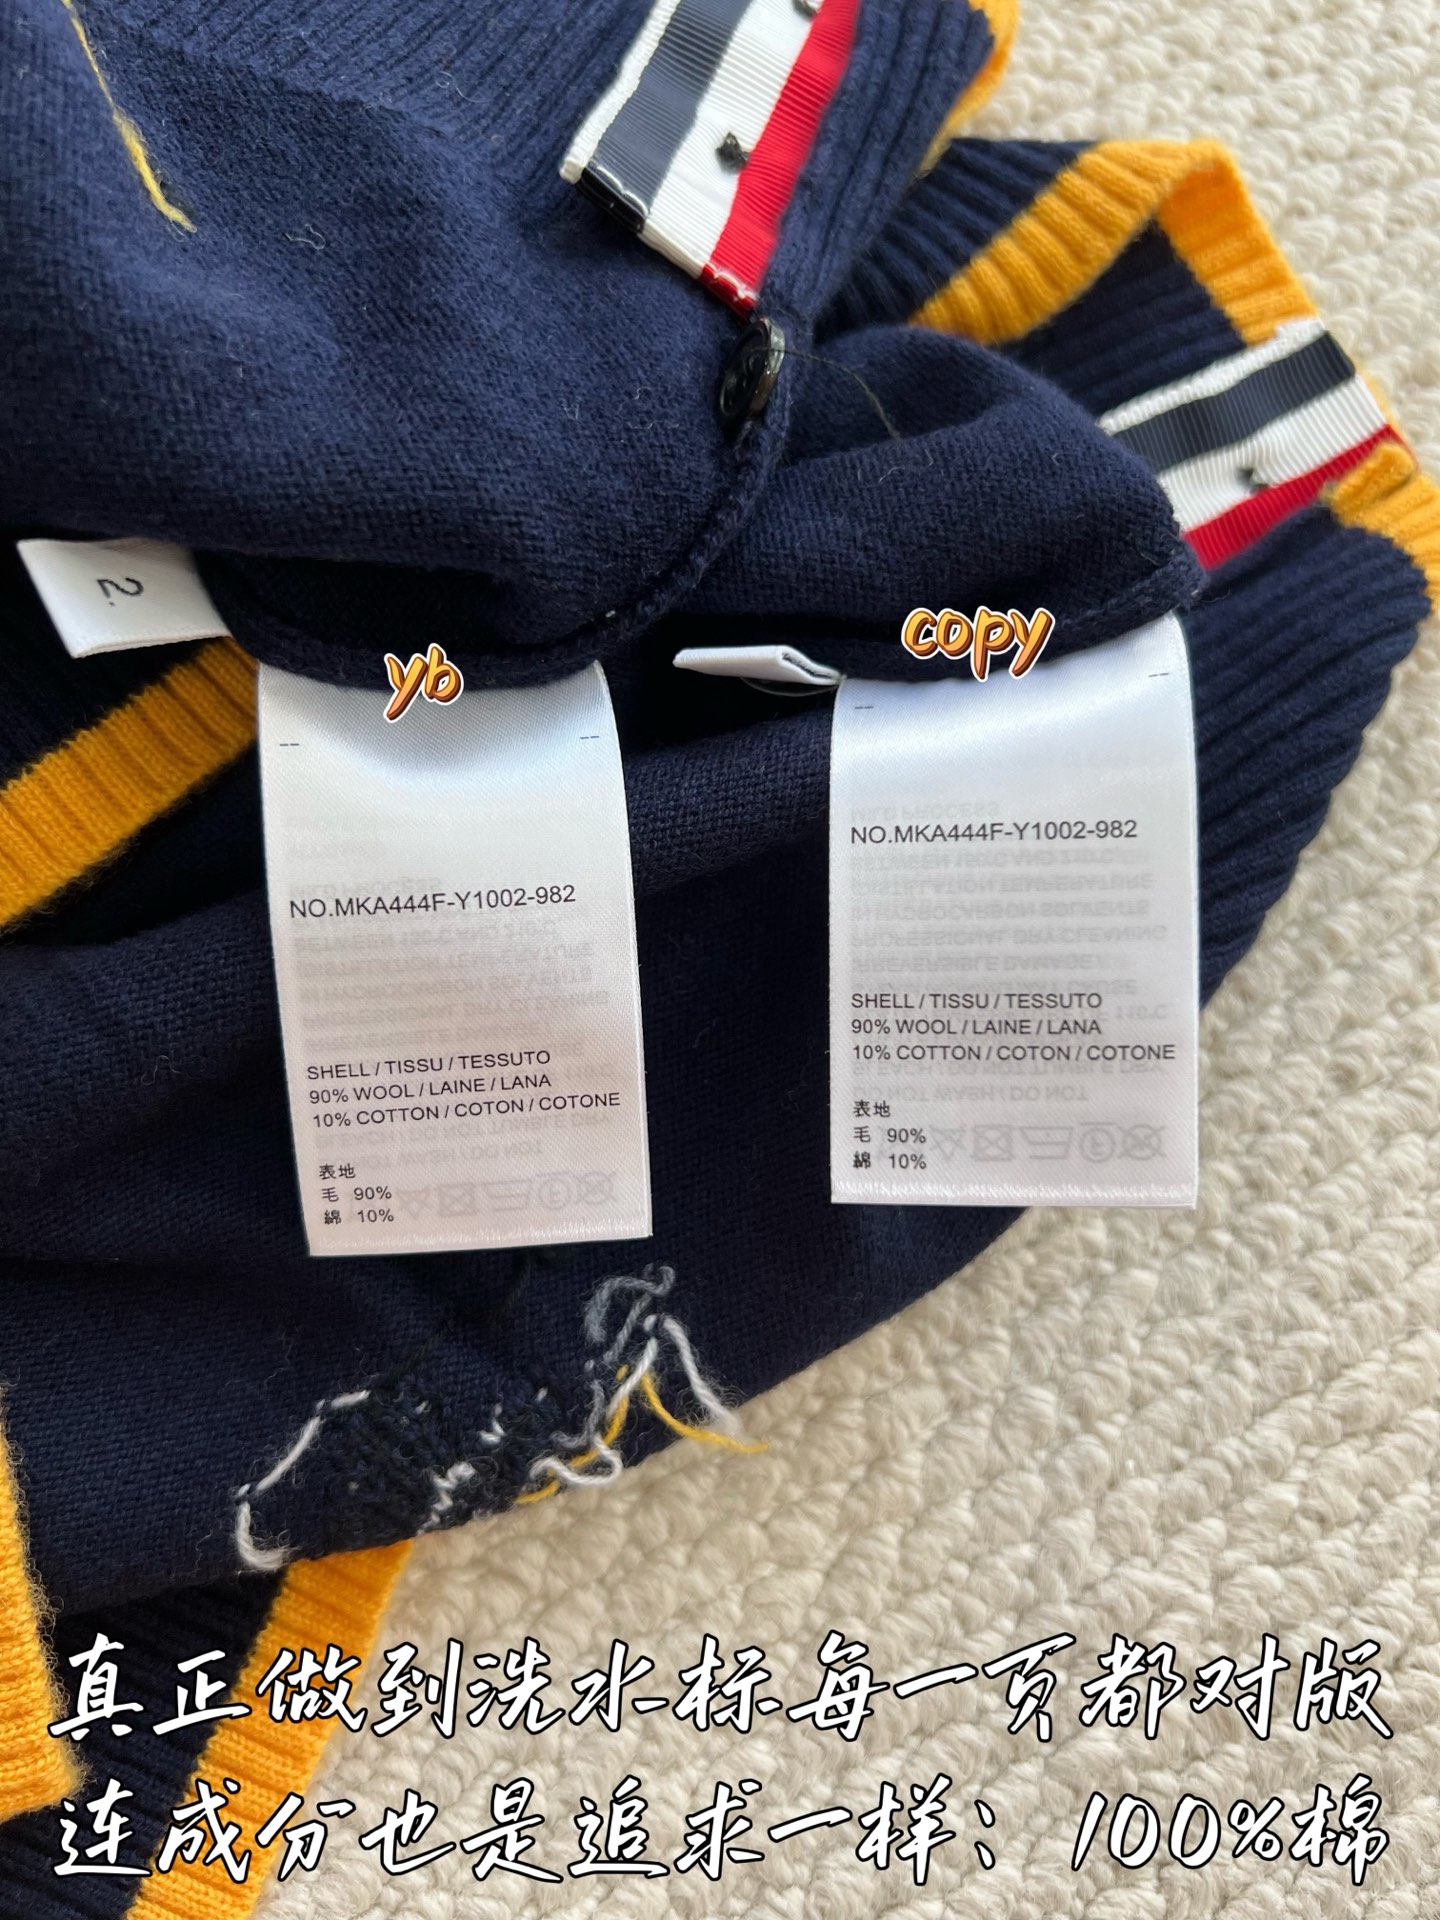 2
yb
copy
NO.MKA444F-Y1002-982
SHELL / TISSU / TESSUTO
90% WOOL / LAINE / LANA
10% COTTON / COTON / COTONE
表地
毛 90%
綿 10%
NO.MKA444F-Y1002-982
SHELL / TISSU / TESSUTO
90% WOOL / LAINE / LANA
10% COTTON / COTON / COTONE
表地
毛 90%
綿 10%
真正做到洗水标每一页都对版
连成分也是追求一样：100%棉